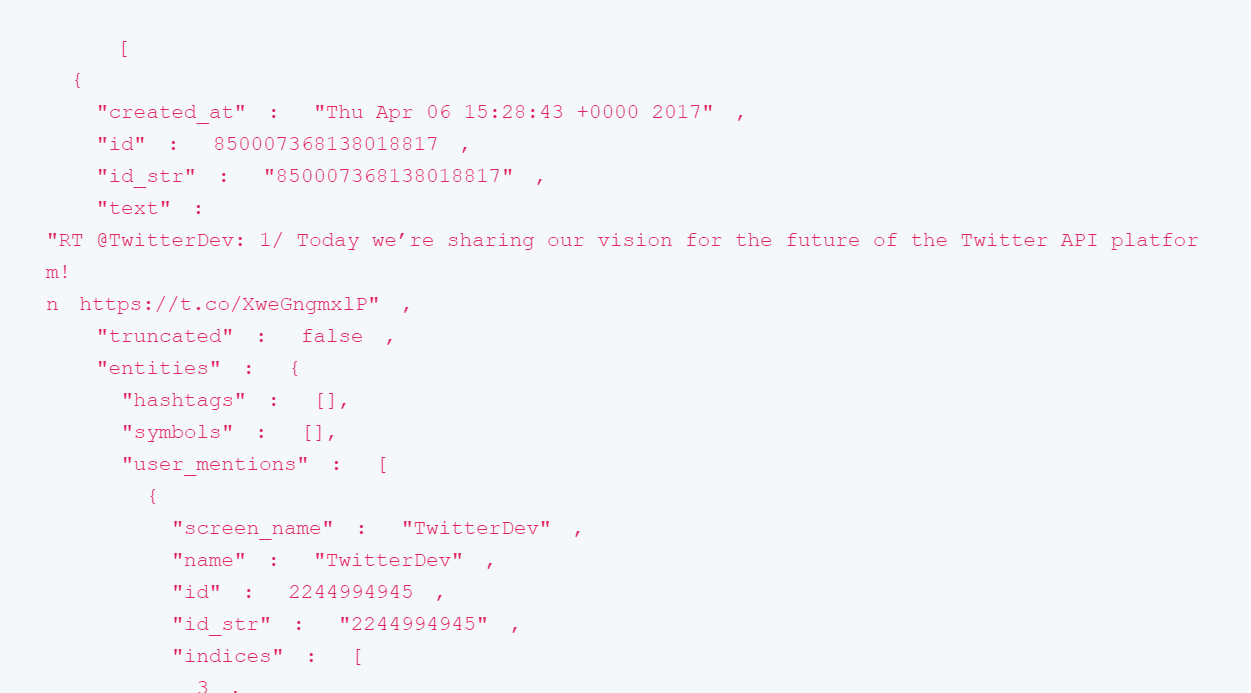 [
{
"created_at" : "Thu Apr 06 15:28:43 +0000 2017" ,
"id" : 850007368138018817 ,
"id_str" : "850007368138018817" ,
"text" :
"RT @TwitterDev: 1/ Today we’re sharing our vision for the future of the Twitter API platfor
m!
n https://t.co/XweGngmxlP" ,
"truncated" : false ,
"entities" : {
"hashtags" : [],
"symbols" : [],
"user_mentions" : [
{
"screen_name" : "TwitterDev" ,
"name" : "TwitterDev" ,
"id" : 2244994945 ,
"id_str" : "2244994945" ,
"indices" : [
3 ,